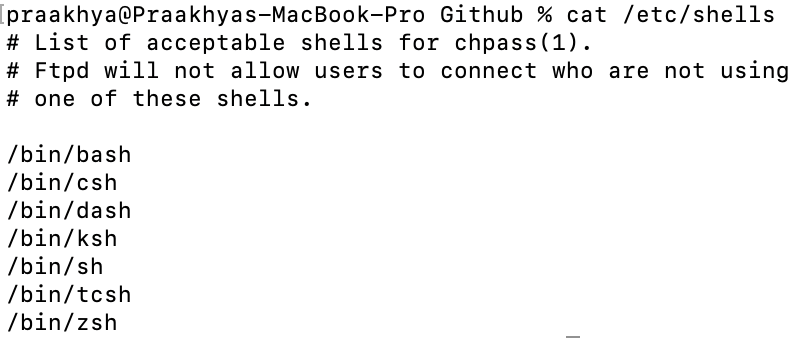 [praakhya@Praakhyas-MacBook-Pro Github % cat /etc/shells
# List of acceptable shells for chpass(1).
# Ftpd will not allow users to connect who are not using
# one of these shells.

/bin/bash
/bin/csh
/bin/dash
/bin/ksh
/bin/sh
/bin/tcsh
/bin/zsh